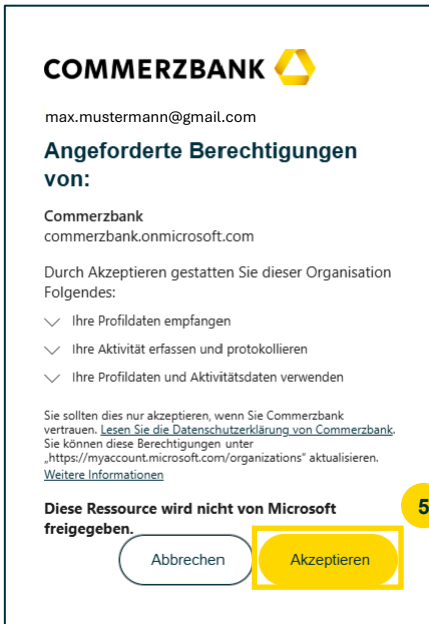 COMMERZBANK
max.mustermann@gmail.com
Angeforderte Berechtigungen
von:
Commerzbank
commerzbank.onmicrosoft.com
Durch Akzeptieren gestatten Sie dieser Organisation
Folgendes:
Ihre Profildaten empfangen
Ihre Aktivität erfassen und protokollieren
Ihre Profildaten und Aktivitätsdaten verwenden
Sie sollten dies nur akzeptieren, wenn Sie Commerzbank
vertrauen. Lesen Sie die Datenschutzerklärung von Commerzbank.
Sie können diese Berechtigungen unter
„https://myaccount.microsoft.com/organizations“ aktualisieren.
Weitere Informationen
Diese Ressource wird nicht von Microsoft
freigegeben.
5
Abbrechen
Akzeptieren